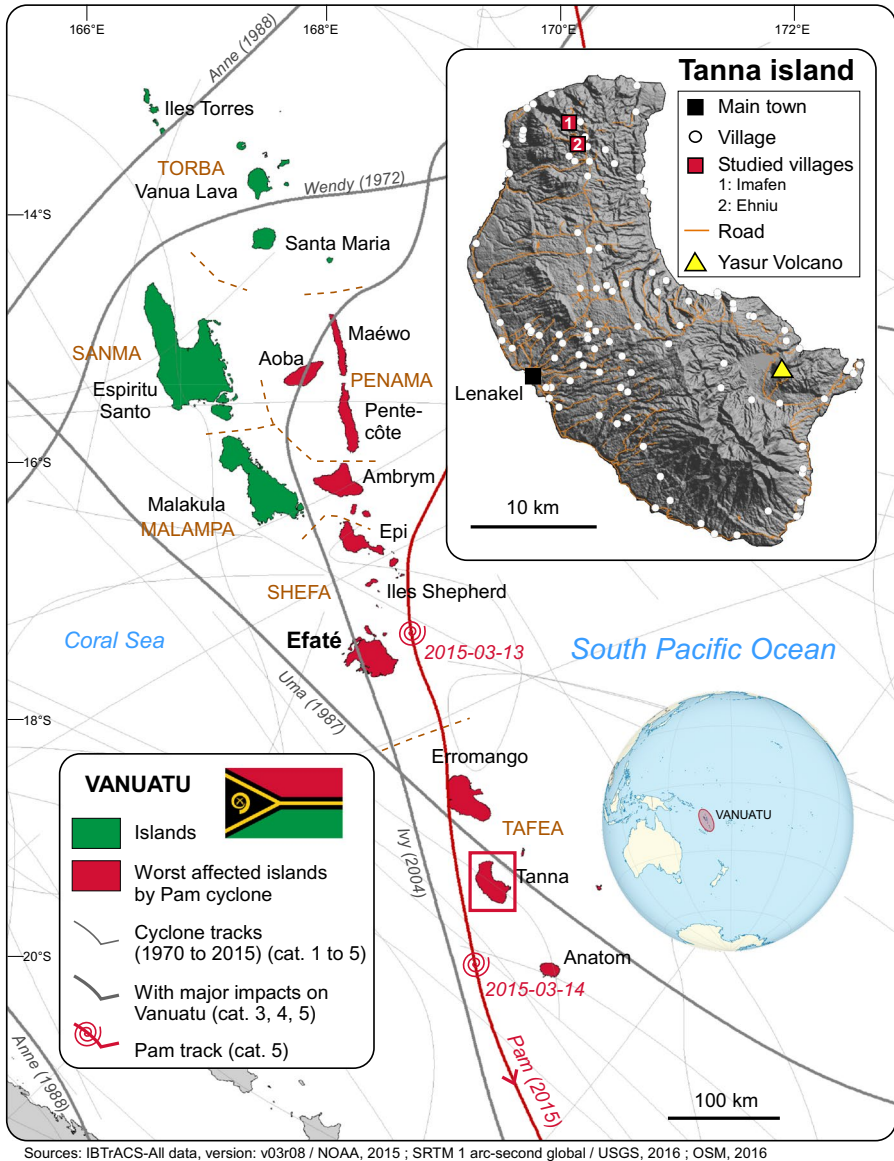 166°E
168°E
170°E
172°E
Anne (1988)
Iles Torres
TORBA
Vanua Lava
Wendy (1972)
14°S
Santa Maria
Maéwo
SANMA
Aoba
PENAMA
Espiritu
Santo
Pente-
côte
16°S
Ambrym
Malakula
MALAMPA
Epi
SHEFA
Iles Shepherd
Coral Sea
Efaté
2015-03-13
South Pacific Ocean
Uma (1987)
18°S
Erromango
TAFEA
Ivy (2004)
Tanna
20°S
Anatom
2015-03-14
Pam (2015)
Anne (1988)
100 km
Tanna island
Main town
Village
Studied villages
1: Imafen
2: Ehniu
Road
Yasur Volcano
1
2
Lenakel
10 km
VANUATU
VANUATU
Islands
Worst affected islands
by Pam cyclone
Cyclone tracks
(1970 to 2015) (cat. 1 to 5)
With major impacts on
Vanuatu (cat. 3, 4, 5)
Pam track (cat. 5)
Sources: IBTrACS-All data, version: v03r08 / NOAA, 2015 ; SRTM 1 arc-second global / USGS, 2016 ; OSM, 2016